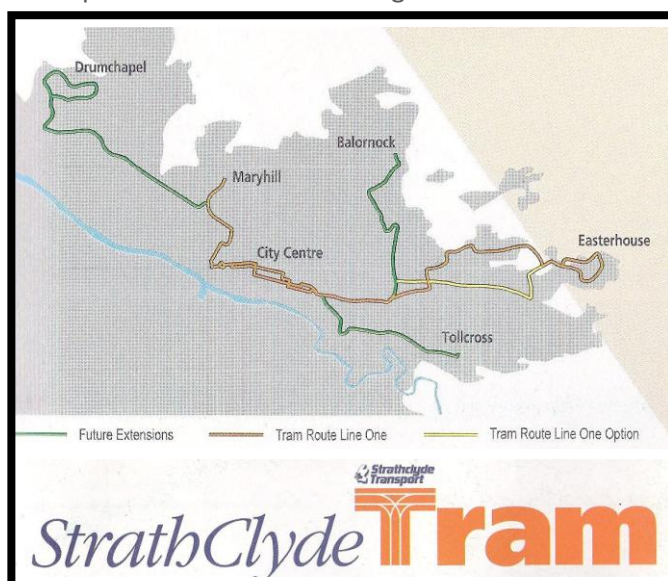 Drumchapel
Balornock
Maryhill
City Centre
Easterhouse
Tollcross
Future Extensions
Tram Route Line One
Tram Route Line One Option
Strathclyde
Transport
StrathClyde Tram